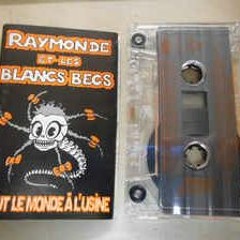 RAYMONDE
ET LES
BLANCS BECS
UT LE MONDE À L'USINE